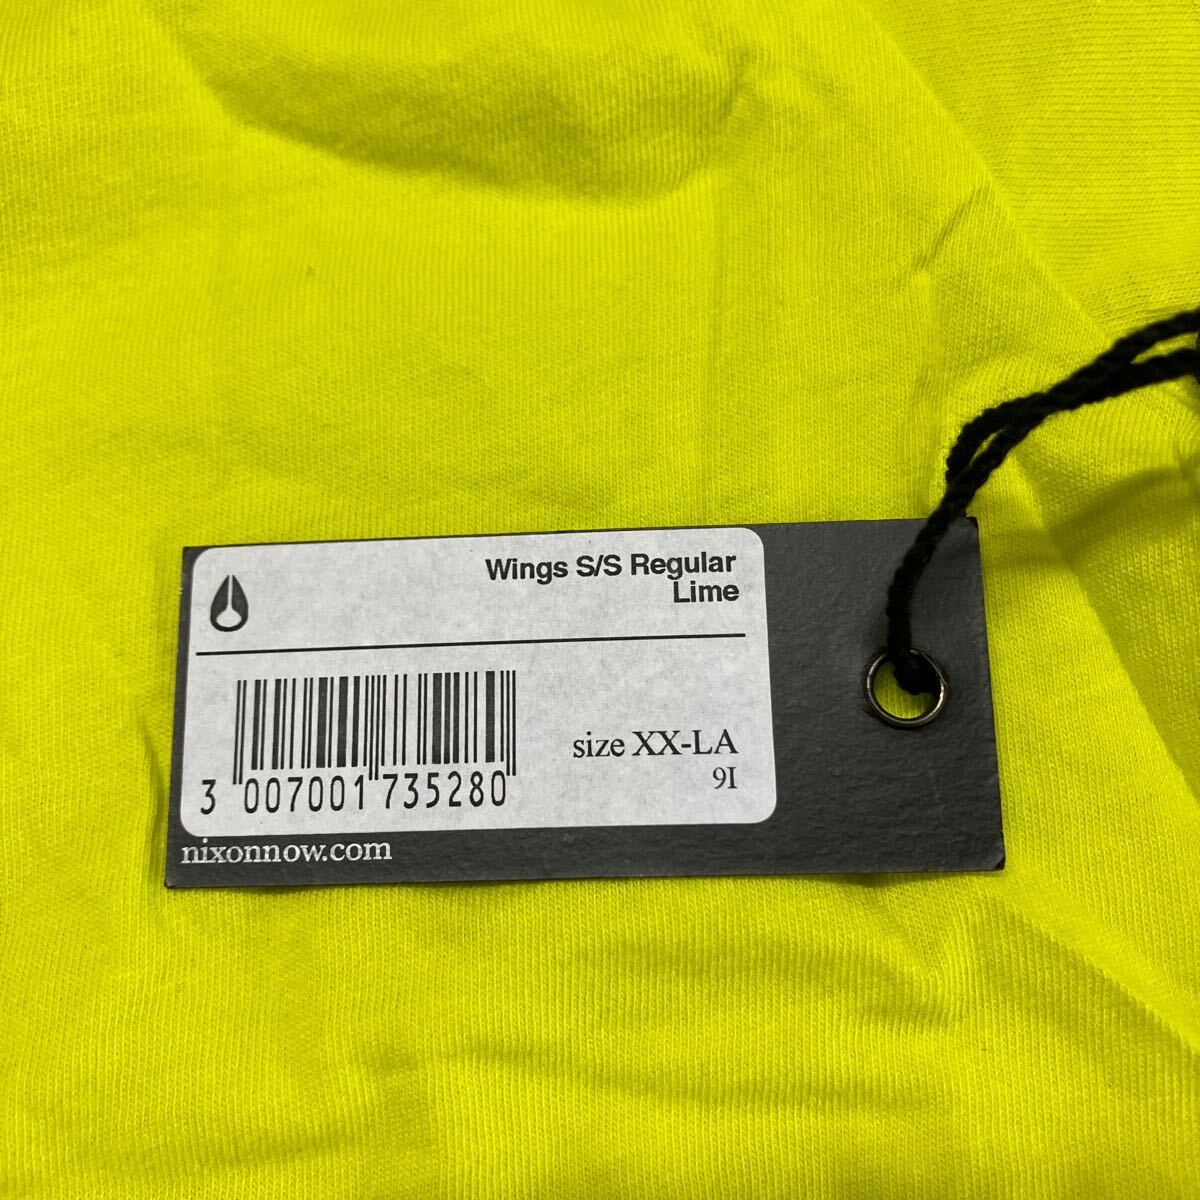 Wings S/S Regular
Lime
size XX-LA
9I
3 007001 735280
nixonnow.com